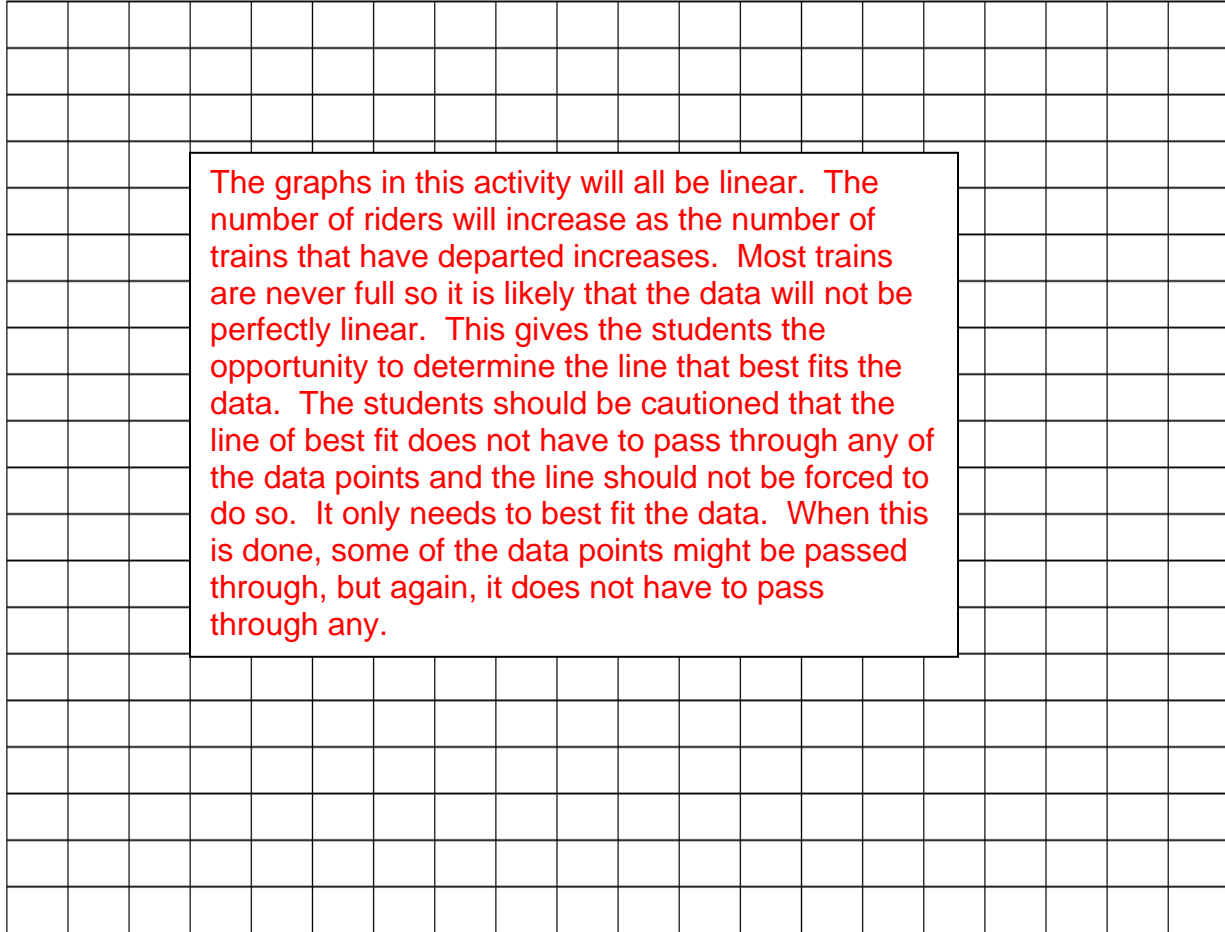 The graphs in this activity will all be linear.  The
number of riders will increase as the number of
trains that have departed increases.  Most trains
are never full so it is likely that the data will not be
perfectly linear.  This gives the students the
opportunity to determine the line that best fits the
data.  The students should be cautioned that the
line of best fit does not have to pass through any of
the data points and the line should not be forced to
do so.  It only needs to best fit the data.  When this
is done, some of the data points might be passed
through, but again, it does not have to pass
through any.